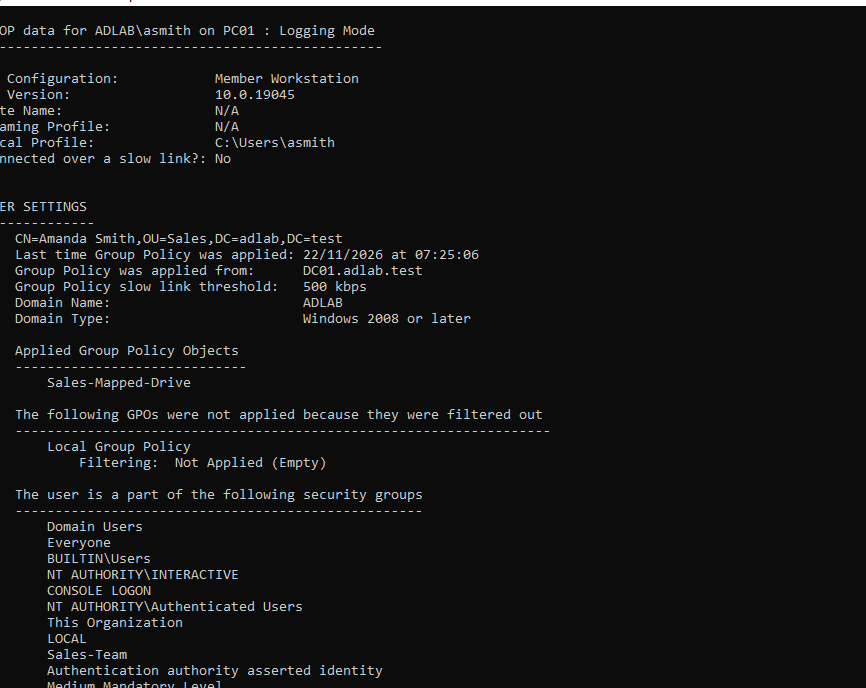 OP data for ADLAB\asmith on PC01 : Logging Mode
------------------------------------------------
Configuration: Member Workstation
Version: 10.0.19045
te Name: N/A
aming Profile: N/A
cal Profile: C:\Users\asmith
nnected over a slow link?: No
ER SETTINGS
------------
CN=Amanda Smith,OU=Sales,DC=adlab,DC=test
Last time Group Policy was applied: 22/11/2026 at 07:25:06
Group Policy was applied from: DC01.adlab.test
Group Policy slow link threshold: 500 kbps
Domain Name: ADLAB
Domain Type: Windows 2008 or later
Applied Group Policy Objects
-----------------------------
Sales-Mapped-Drive
The following GPOs were not applied because they were filtered out
-------------------------------------------------------------------
Local Group Policy
Filtering: Not Applied (Empty)
The user is a part of the following security groups
---------------------------------------------------
Domain Users
Everyone
BUILTIN\Users
NT AUTHORITY\INTERACTIVE
CONSOLE LOGON
NT AUTHORITY\Authenticated Users
This Organization
LOCAL
Sales-Team
Authentication authority asserted identity
Medium Mandatory Level